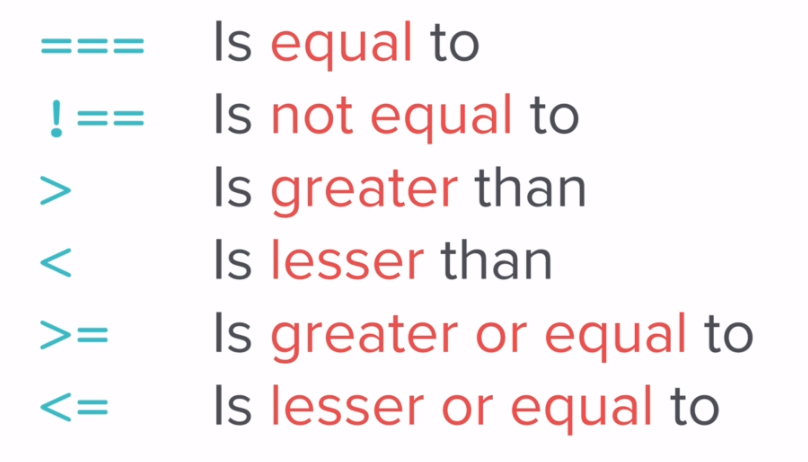 === Is equal to
!== Is not equal to
> Is greater than
< Is lesser than
>= Is greater or equal to
<= Is lesser or equal to